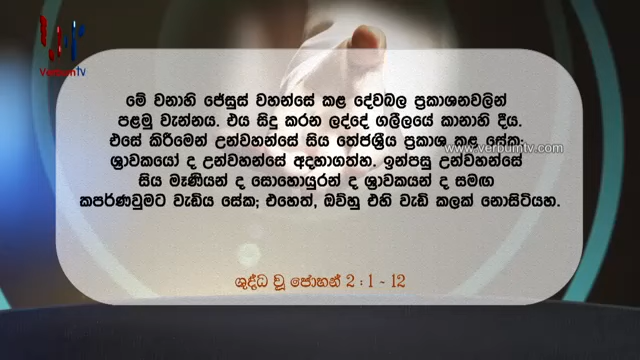 VerbumTV
මේ වනාහි ජේසුස් වහන්සේ කළ දේවබල ප්‍රකාශනවලින්
පළමු වැන්නය. එය සිදු කරන ලද්දේ ගලීලයේ කානාහි දීය.
එසේ කිරීමෙන් උන්වහන්සේ සිය තේජශ්‍රීය ප්‍රකාශ කළ සේක;
www.verbumtv.com
ශ්‍රාවකයෝ ද උන්වහන්සේ අදහාගත්හ. ඉන්පසු උන්වහන්සේ
සිය මෑණියන් ද සොහොයුරන් ද ශ්‍රාවකයන් ද සමඟ
කපර්ණවුමට වැඩිය සේක; එහෙත්, ඔව්හු එහි වැඩි කලක් නොසිටියහ.
ශුද්ධ වූ ජොහන් 2 : 1 - 12